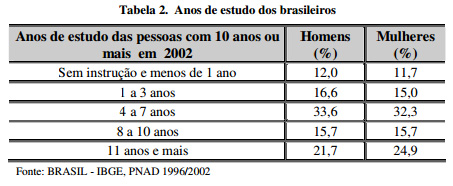 Tabela 2. Anos de estudo dos brasileiros
Anos de estudo das pessoas com 10 anos ou mais em 2002 Homens (%) Mulheres (%)
Sem instrução e menos de 1 ano 12,0 11,7
1 a 3 anos 16,6 15,0
4 a 7 anos 33,6 32,3
8 a 10 anos 15,7 15,7
11 anos e mais 21,7 24,9
Fonte: BRASIL - IBGE, PNAD 1996/2002